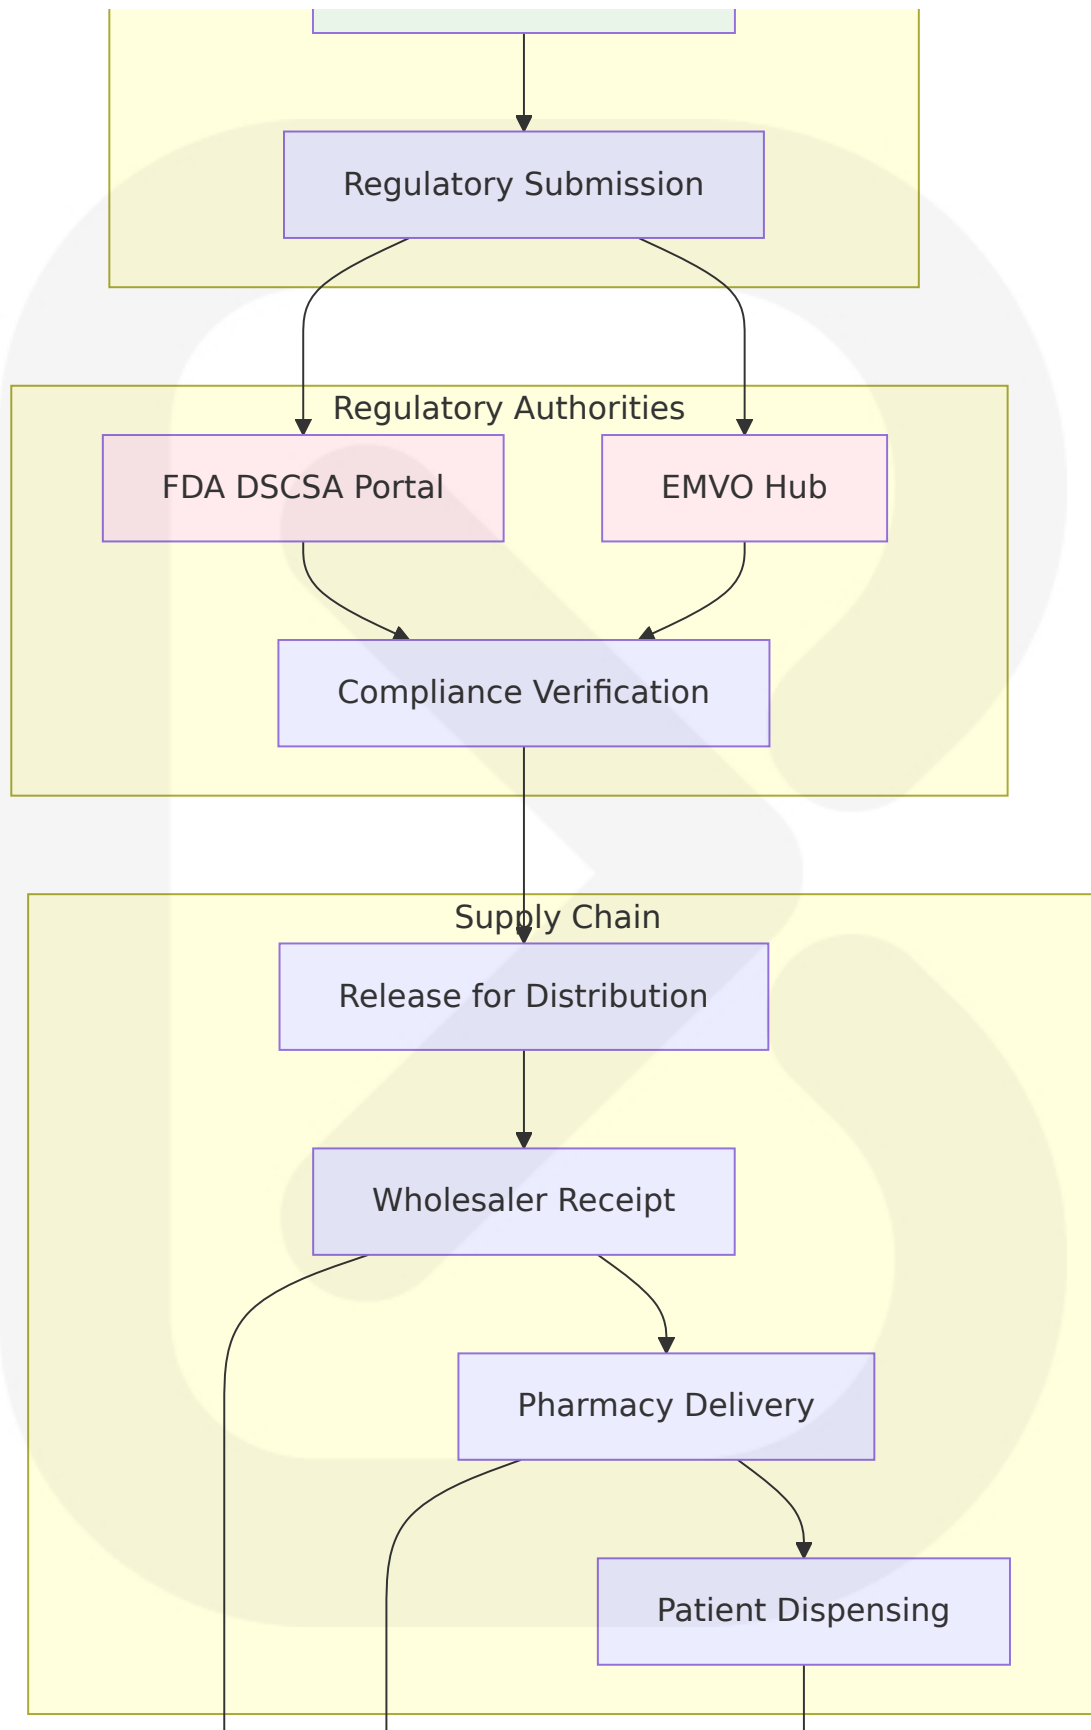 Regulatory Submission
Regulatory Authorities
FDA DSCSA Portal
EMVO Hub
Compliance Verification
Supply Chain
Release for Distribution
Wholesaler Receipt
Pharmacy Delivery
Patient Dispensing